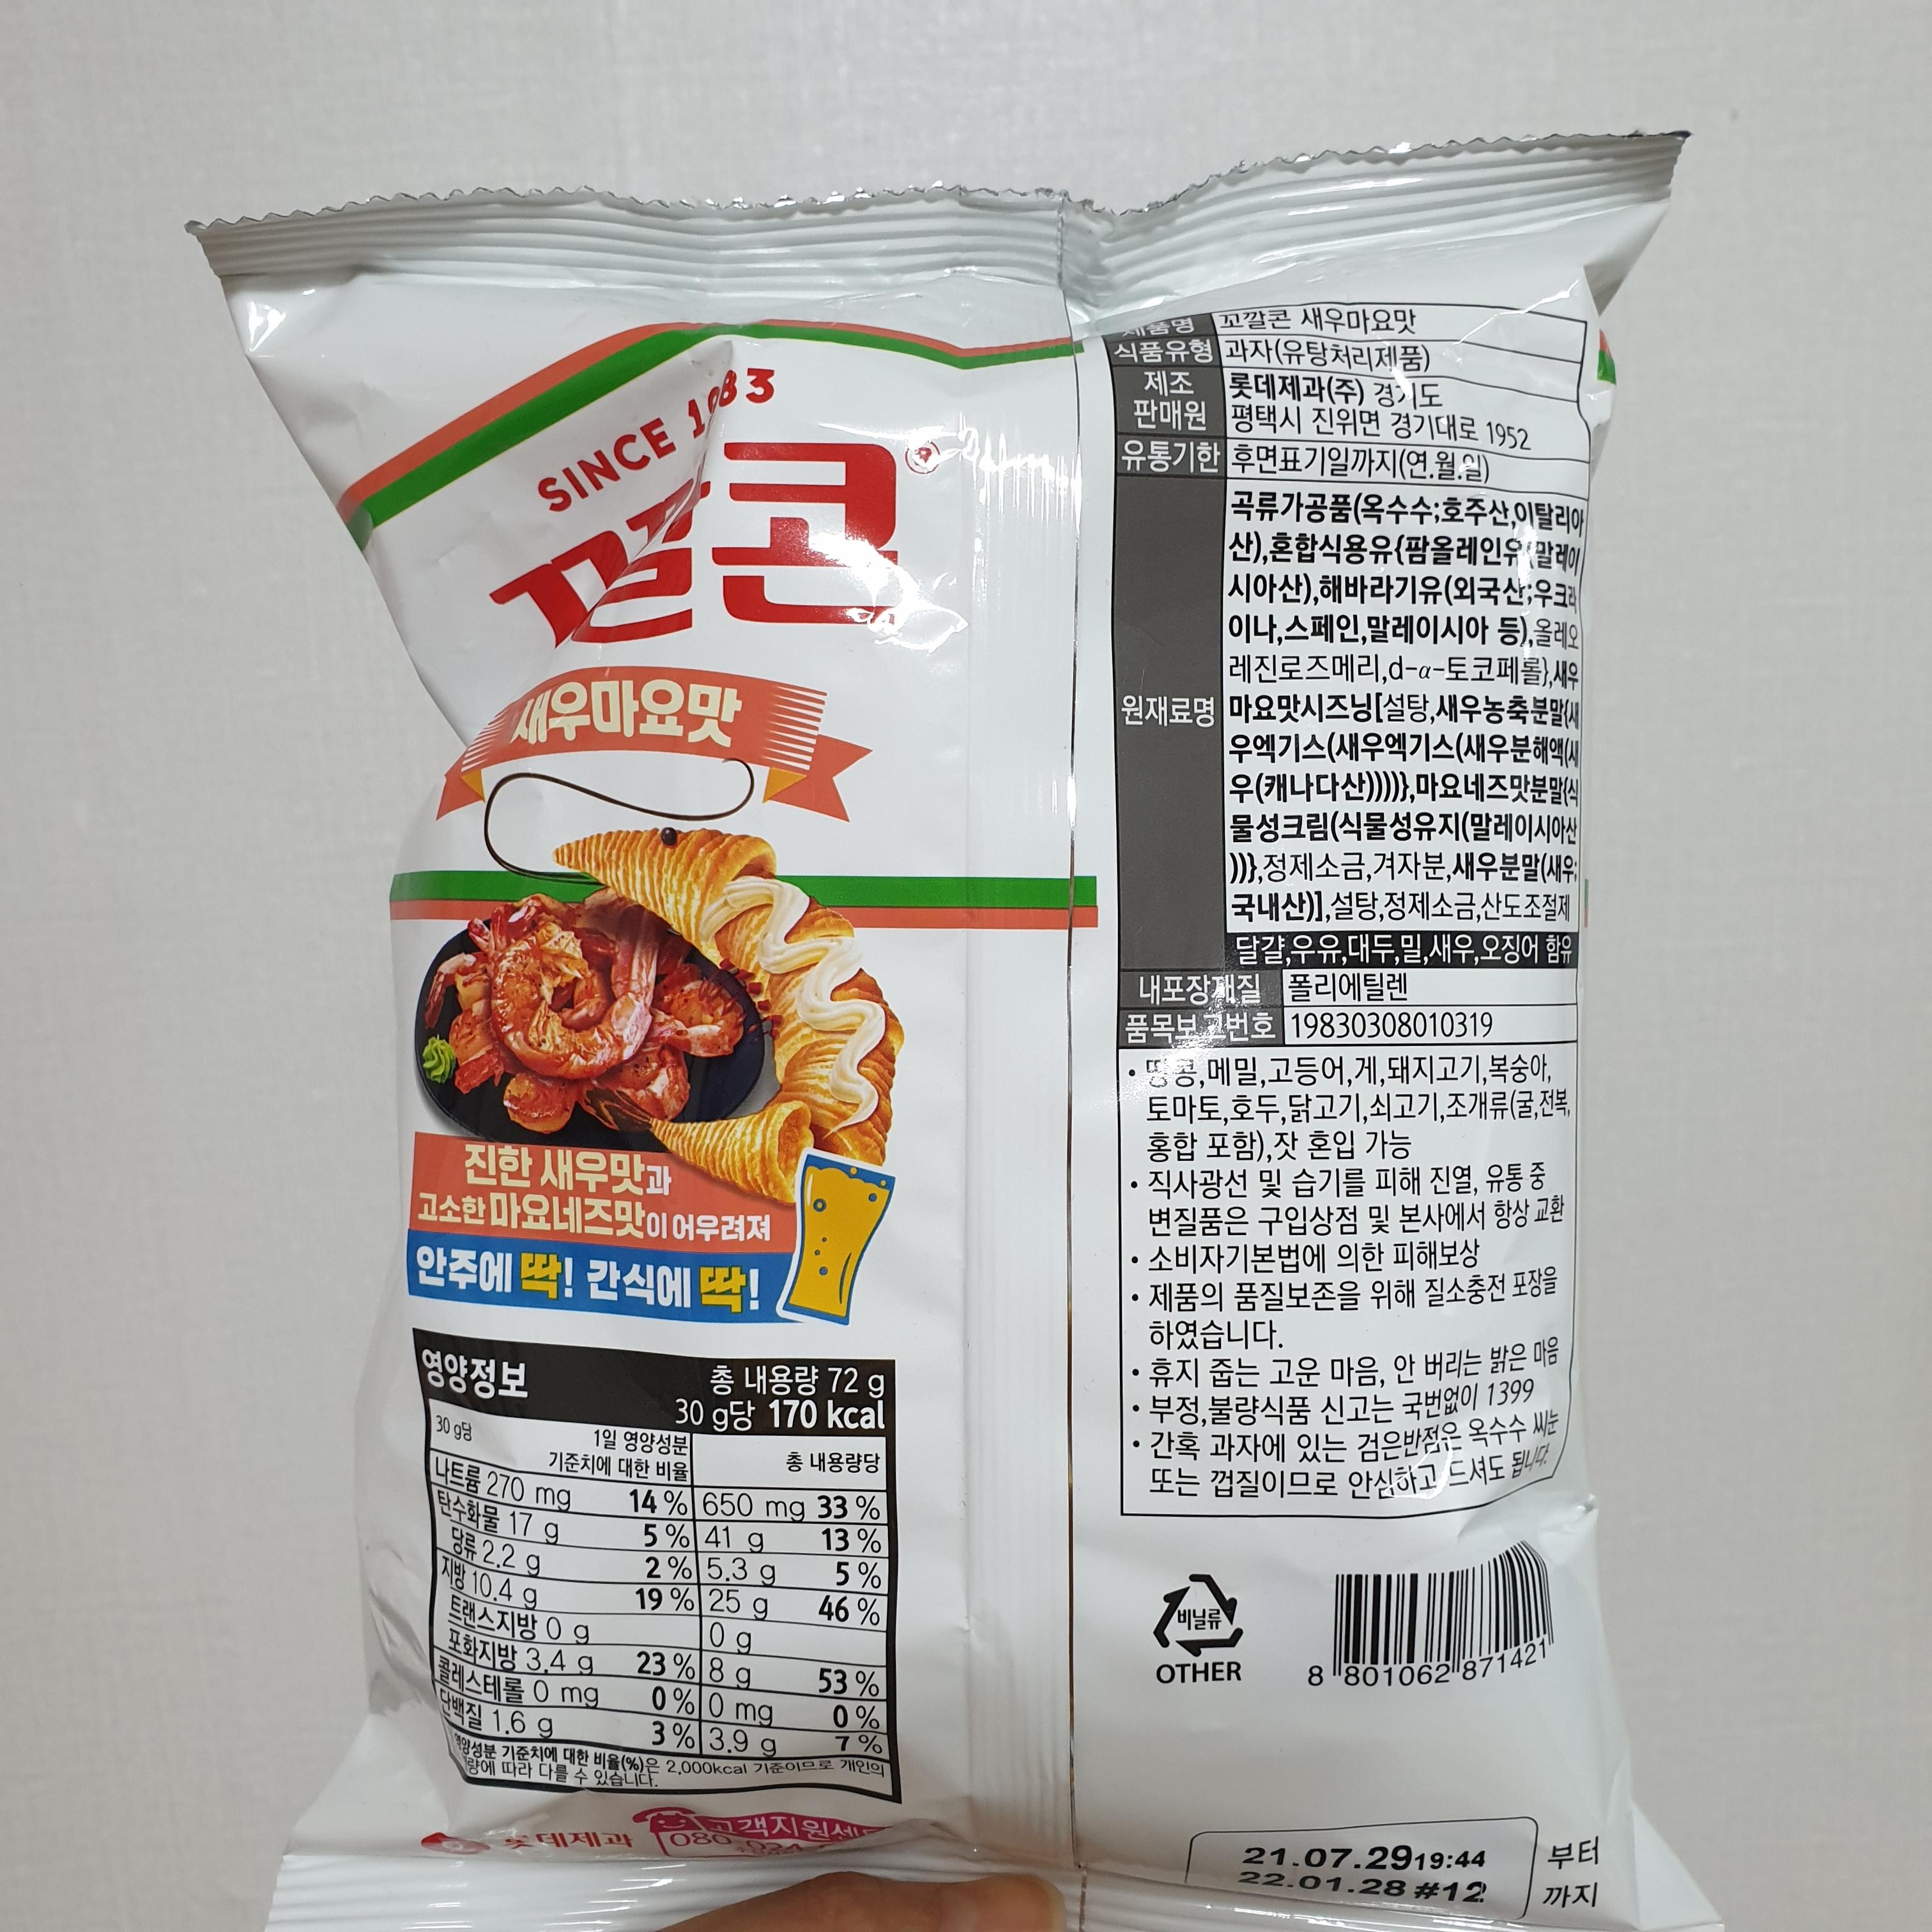 SINCE 1983
꼬깔콘
새우마요맛
진한 새우맛과
고소한 마요네즈맛이 어우려져
안주에 딱! 간식에 딱!
영양정보
총 내용량 72 g
30 g당 170 kcal
30 g당 1일 영양성분 기준치에 대한 비율 총 내용량당
나트륨 270 mg 14 % 650 mg 33 %
탄수화물 17 g 5 % 41 g 13 %
당류 2.2 g 2 % 5.3 g 5 %
지방 10.4 g 19 % 25 g 46 %
트랜스지방 0 g 0 g
포화지방 3.4 g 23 % 8 g 53 %
콜레스테롤 0 mg 0 % 0 mg 0 %
단백질 1.6 g 3 % 3.9 g 7 %
영양성분 기준치에 대한 비율(%)은 2,000kcal 기준이므로 개인의
따라 다를 수 있습니다.
롯데제과
고객지원센터
080
제품명 꼬깔콘 새우마요맛
식품유형 과자(유탕처리제품)
제조 롯데제과(주) 경기도
판매원 평택시 진위면 경기대로 1952
유통기한 후면표기일까지(연.월.일)
원재료명
곡류가공품(옥수수;호주산,이탈리아
산),혼합식용유{팜올레인유(말레이
시아산),해바라기유(외국산;우크라
이나,스페인,말레이시아 등),올레오
레진로즈메리,d-α-토코페롤},새우
마요맛시즈닝[설탕,새우농축분말{새
우엑기스(새우엑기스(새우분해액(새
우(캐나다산))))},마요네즈맛분말{식
물성크림(식물성유지(말레이시아산
))},정제소금,겨자분,새우분말(새우;
국내산)],설탕,정제소금,산도조절제
달걀,우유,대두,밀,새우,오징어 함유
내포장재질 폴리에틸렌
품목보고번호 19830308010319
• 땅콩,메밀,고등어,게,돼지고기,복숭아,
토마토,호두,닭고기,쇠고기,조개류(굴,전복,
홍합 포함),잣 혼입 가능
• 직사광선 및 습기를 피해 진열, 유통 중
변질품은 구입상점 및 본사에서 항상 교환
• 소비자기본법에 의한 피해보상
• 제품의 품질보존을 위해 질소충전 포장을
하였습니다.
• 휴지 줍는 고운 마음, 안 버리는 밝은 마음
• 부정,불량식품 신고는 국번없이 1399
• 간혹 과자에 있는 검은반점은 옥수수 씨눈
또는 껍질이므로 안심하고 드셔도 됩니다.
비닐류
OTHER
8 801062 871421
21.07.29 19:44 부터
22.01.28 #12 까지